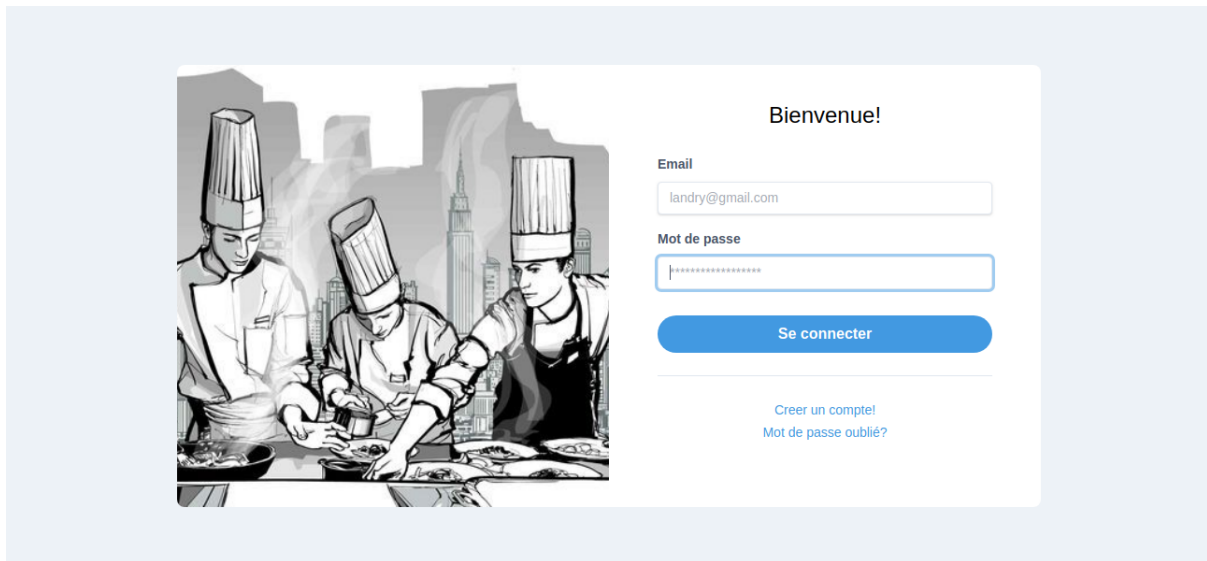 Bienvenue!
Email
landry@gmail.com
Mot de passe
******************
Se connecter
Creer un compte!
Mot de passe oublié?